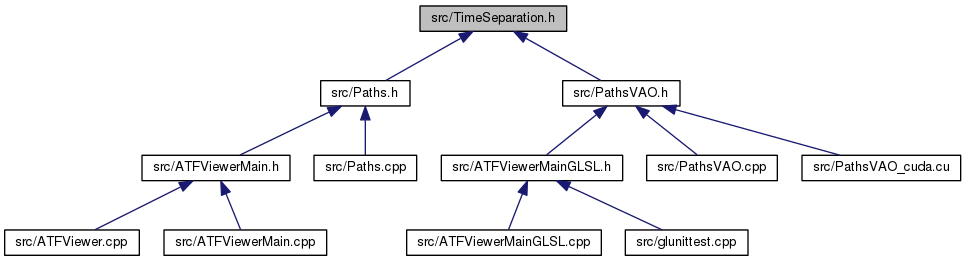 src/TimeSeparation.h
src/Paths.h
src/PathsVAO.h
src/ATFViewerMain.h
src/Paths.cpp
src/ATFViewerMainGLSL.h
src/PathsVAO.cpp
src/PathsVAO_cuda.cu
src/ATFViewer.cpp
src/ATFViewerMain.cpp
src/ATFViewerMainGLSL.cpp
src/glunittest.cpp